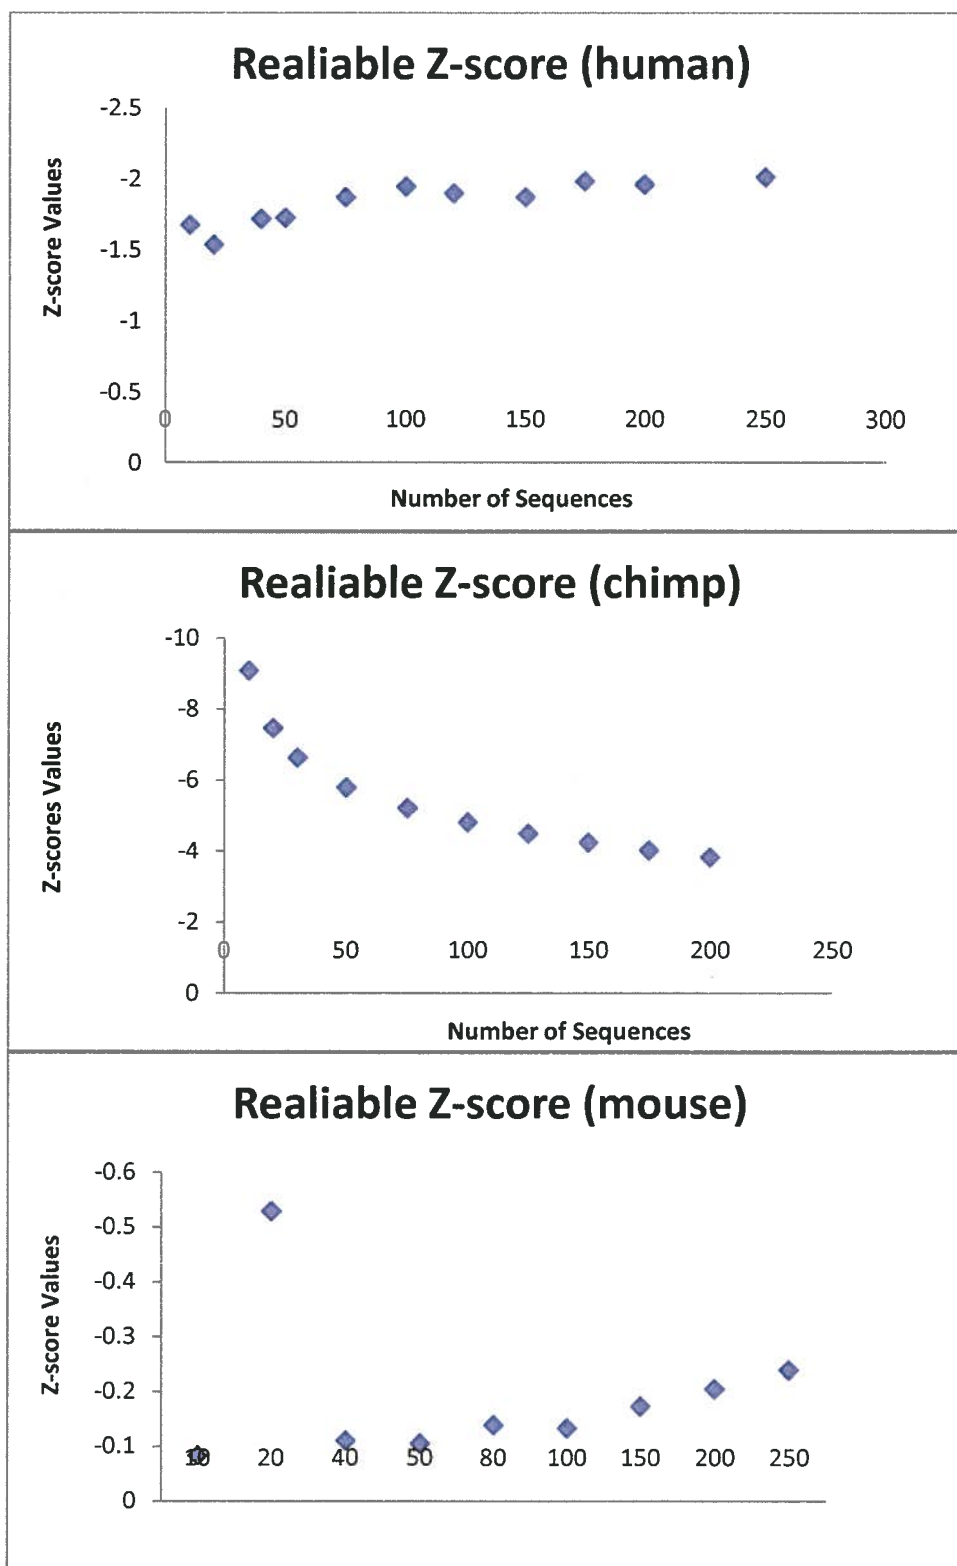 Realiable Z-score (human)
-2.5
-2
-1.5
-1
-0.5
0
Z-score Values
0 50 100 150 200 250 300
Number of Sequences
Realiable Z-score (chimp)
-10
-8
-6
-4
-2
0
Z-scores Values
0 50 100 150 200 250
Number of Sequences
Realiable Z-score (mouse)
-0.6
-0.5
-0.4
-0.3
-0.2
-0.1
0
Z-score Values
10 20 40 50 80 100 150 200 250